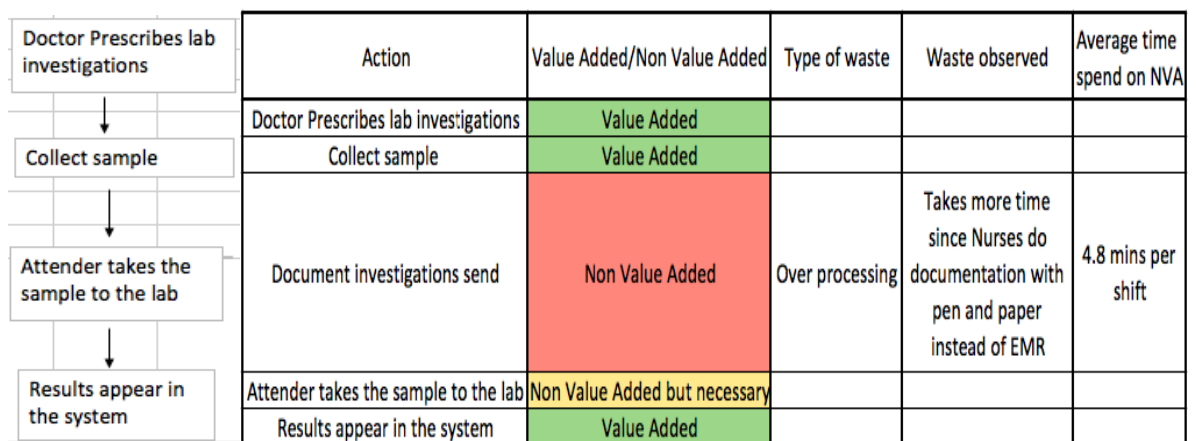 Doctor Prescribes lab
investigations
Collect sample
Attender takes the
sample to the lab
Results appear in
the system
Action
Value Added/Non Value Added
Type of waste
Waste observed
Average time
spend on NVA
Doctor Prescribes lab investigations
Value Added
Collect sample
Value Added
Document investigations send
Non Value Added
Over processing
Takes more time
since Nurses do
documentation with
pen and paper
instead of EMR
4.8 mins per
shift
Attender takes the sample to the lab
Non Value Added but necessary
Results appear in the system
Value Added